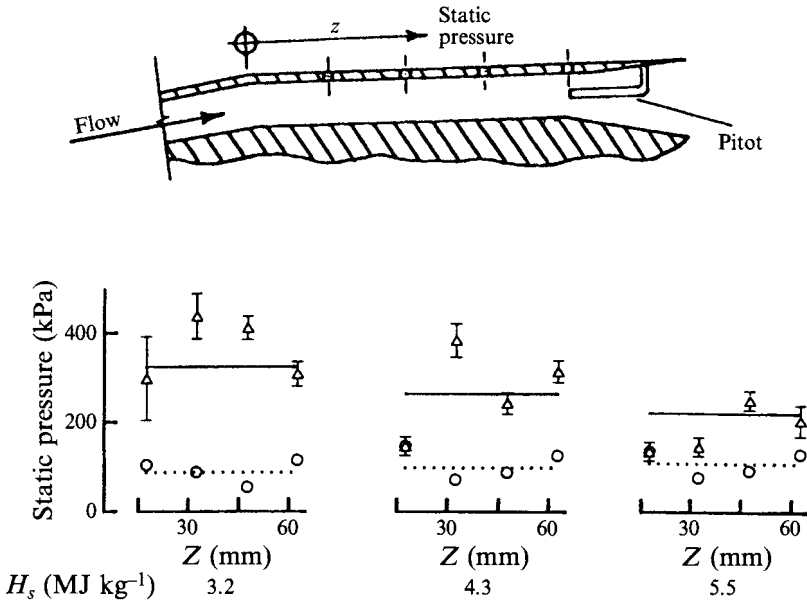 z
Static
pressure
Flow
Pitot
Static pressure (kPa)
400
200
0
30 60
30 60
30 60
Z (mm) Z (mm) Z (mm)
H_s (MJ kg⁻¹) 3.2 4.3 5.5